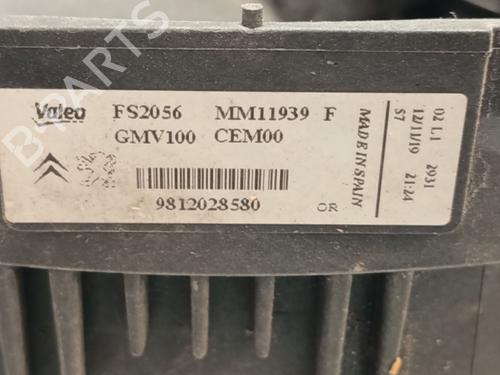 Valeo FS2056 MM11939 F
GMV100 CEM00
9812028580
OR
MADE IN SPAIN
02 L.1 2931
12/11/19 21:24
S7
B-PARTS